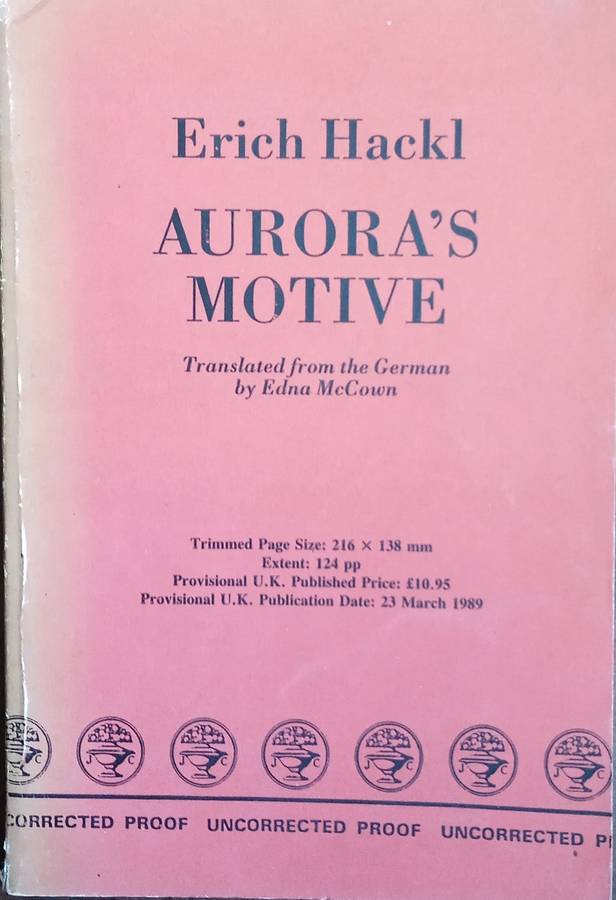 Erich Hackl
AURORA'S
MOTIVE
Translated from the German
by Edna McCown
Trimmed Page Size: 216 × 138 mm
Extent: 124 pp
Provisional U.K. Published Price: £10.95
Provisional U.K. Publication Date: 23 March 1989
J C J C J C J C J C J C
CORRECTED PROOF UNCORRECTED PROOF UNCORRECTED P